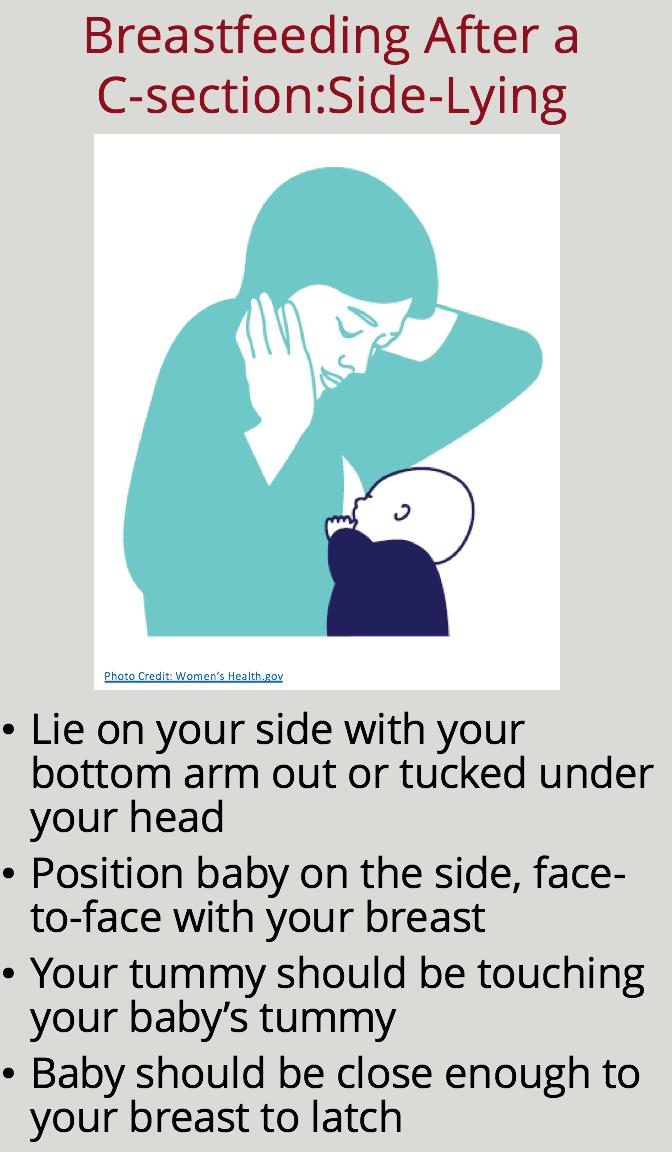 Breastfeeding After a
C-section:Side-Lying
Photo Credit: Women’s Health.gov
• Lie on your side with your
bottom arm out or tucked under
your head
• Position baby on the side, face-
to-face with your breast
• Your tummy should be touching
your baby’s tummy
• Baby should be close enough to
your breast to latch